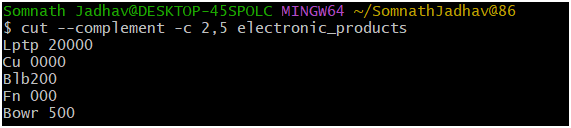 Somnath Jadhav@DESKTOP-45SPOLC MINGW64 ~/SomnathJadhav@86
$ cut --complement -c 2,5 electronic_products
Lptp 20000
Cu 0000
Blb200
Fn 000
Bowr 500